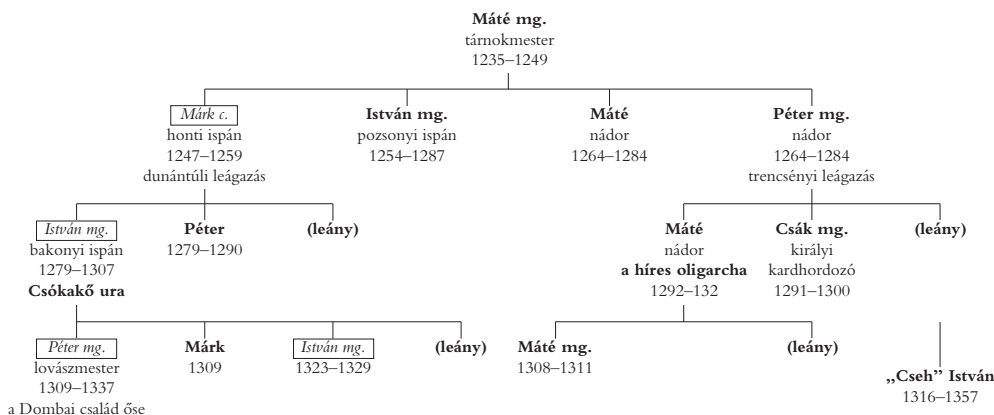 Máté mg.
tárnokmester
1235–1249
Márk c.
honti ispán
1247–1259
dunántúli leágazás
István mg.
pozsonyi ispán
1254–1287
Máté
nádor
1264–1284
Péter mg.
nádor
1264–1284
trencsényi leágazás
István mg.
bakonyi ispán
1279–1307
Csókakő ura
Péter
1279–1290
(leány)
Máté
nádor
a híres oligarcha
1292–132
Csák mg.
királyi
kardhordozó
1291–1300
(leány)
Péter mg.
lovászmester
1309–1337
a Dombai család őse
Márk
1309
István mg.
1323–1329
(leány)
Máté mg.
1308–1311
(leány)
„Cseh” István
1316–1357